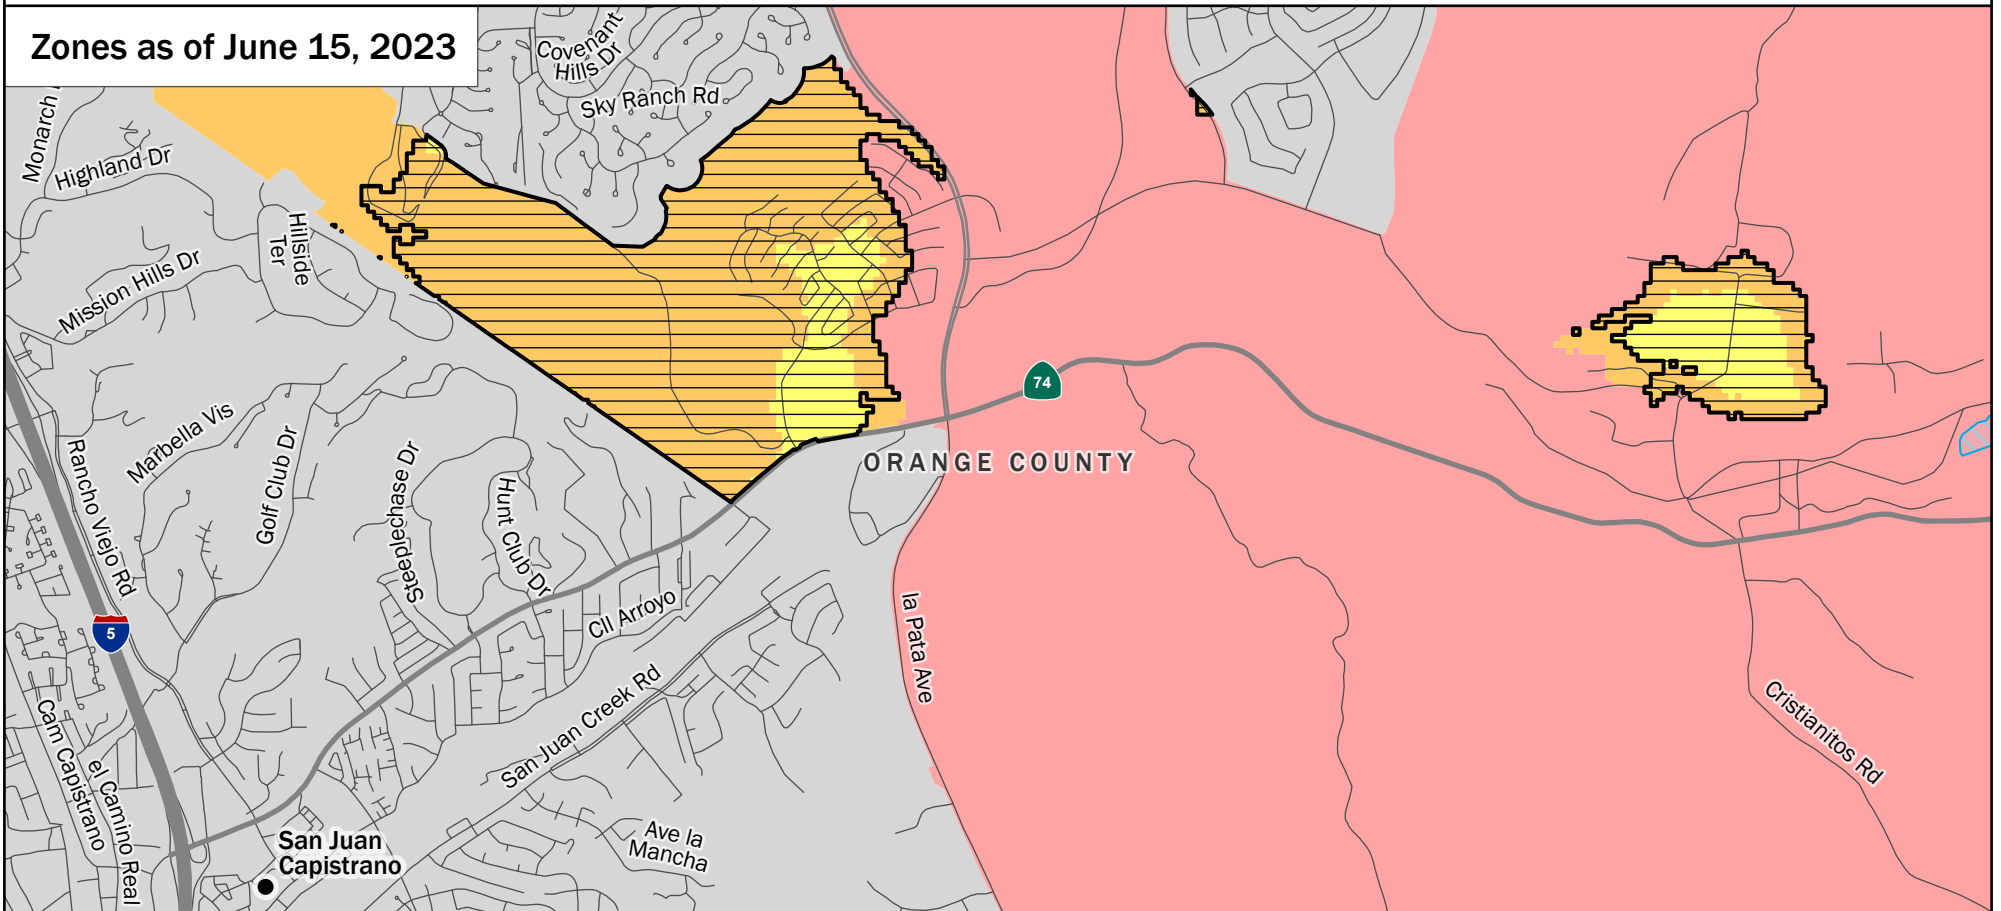 Zones as of June 15, 2023
Covenant
Hills Dr
Sky Ranch Rd
Monarch
Highland Dr
Hillside
Ter
Mission Hills Dr
74
ORANGE COUNTY
Marbella Vis
Golf Club Dr
Rancho Viejo Rd
Steeplechase Dr
Hunt Club Dr
Cll Arroyo
5
la Pata Ave
San Juan Creek Rd
Cristianitos Rd
Cam Capistrano
el Camino Real
San Juan
Capistrano
Ave la
Mancha